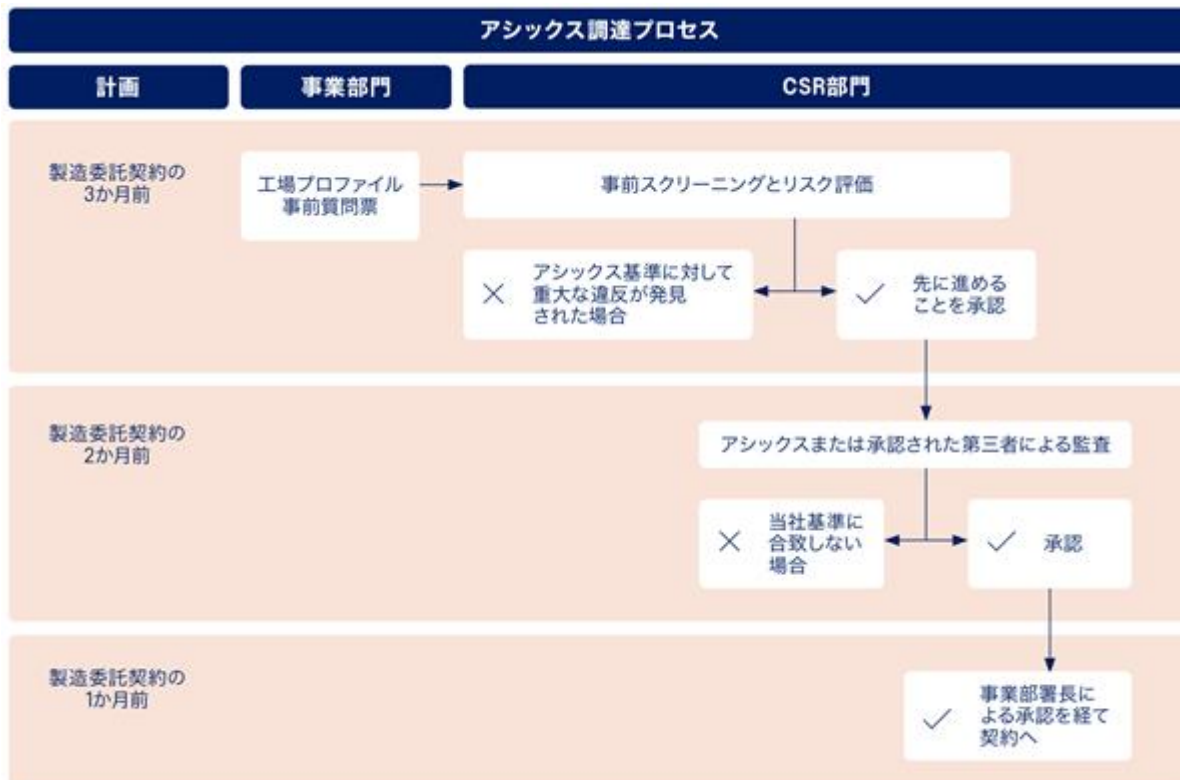 アシックス調達プロセス
計画
事業部門
CSR部門
製造委託契約の
3か月前
工場プロファイル
事前質問票
事前スクリーニングとリスク評価
アシックス基準に対して
重大な違反が発見
された場合
先に進める
ことを承認
製造委託契約の
2か月前
アシックスまたは承認された第三者による監査
当社基準に
合致しない
場合
承認
製造委託契約の
1か月前
事業部署長に
よる承認を経て
契約へ